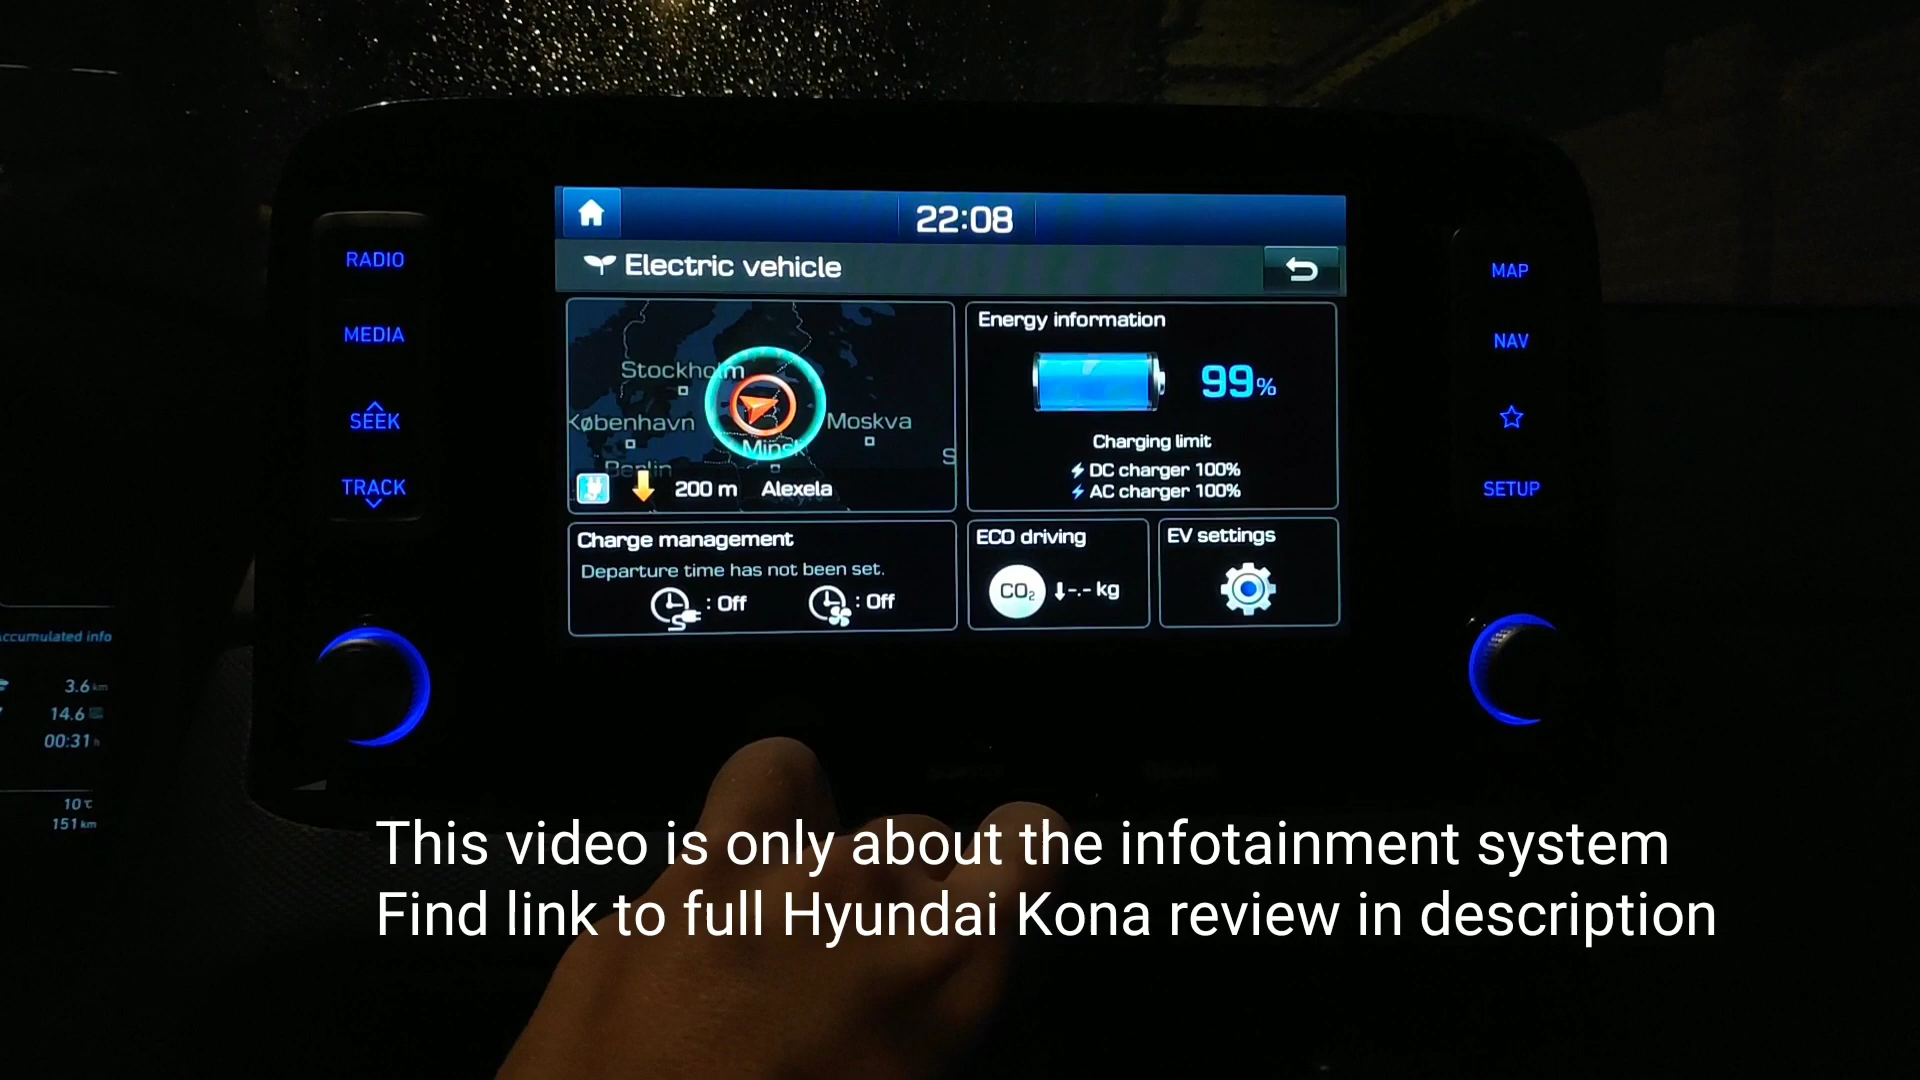 22:08
Electric vehicle
RADIO
MEDIA
SEEK
TRACK
MAP
NAV
SETUP
Stockholm
København
Moskva
Minsk
Berlin
S
200 m Alexela
Energy information
99%
Charging limit
DC charger 100%
AC charger 100%
Charge management
Departure time has not been set.
: Off : Off
ECO driving
CO₂ -.- kg
EV settings
ccumulated info
3.6 km
14.6
00:31 h
10 °C
151 km
This video is only about the infotainment system
Find link to full Hyundai Kona review in description